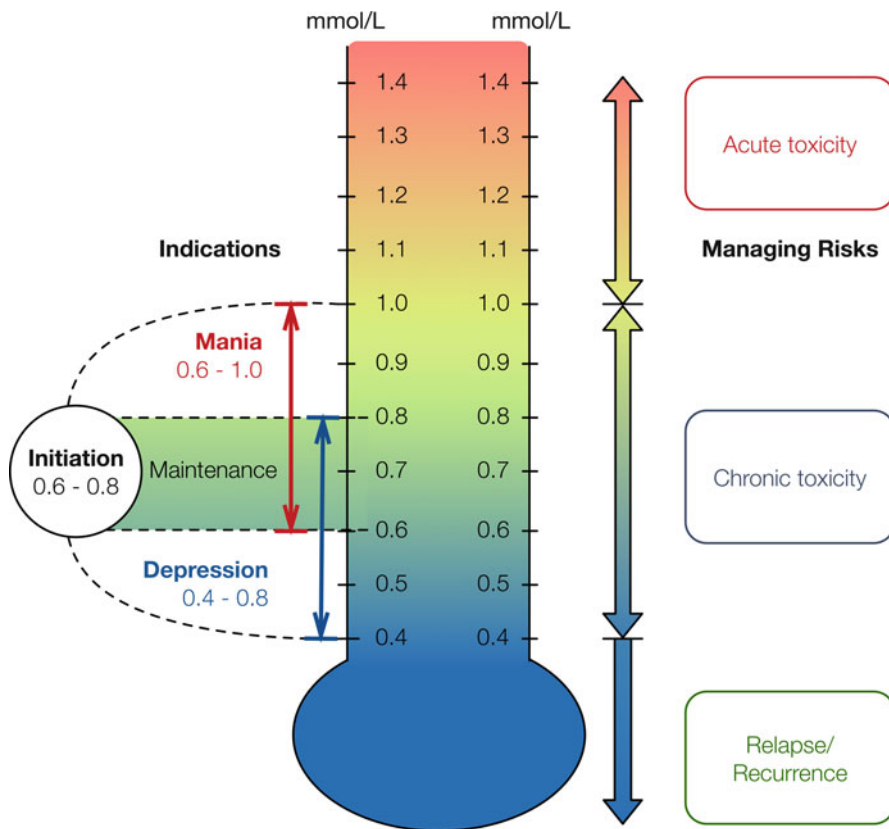 mmol/L mmol/L
1.4 1.4
Acute toxicity
1.3 1.3
1.2 1.2
Indications
1.1 1.1
Managing Risks
1.0 1.0
Mania
0.6 - 1.0
0.9 0.9
0.8 0.8
Initiation
0.6 - 0.8
Maintenance
0.7 0.7
Chronic toxicity
0.6 0.6
Depression
0.4 - 0.8
0.5 0.5
0.4 0.4
Relapse/
Recurrence